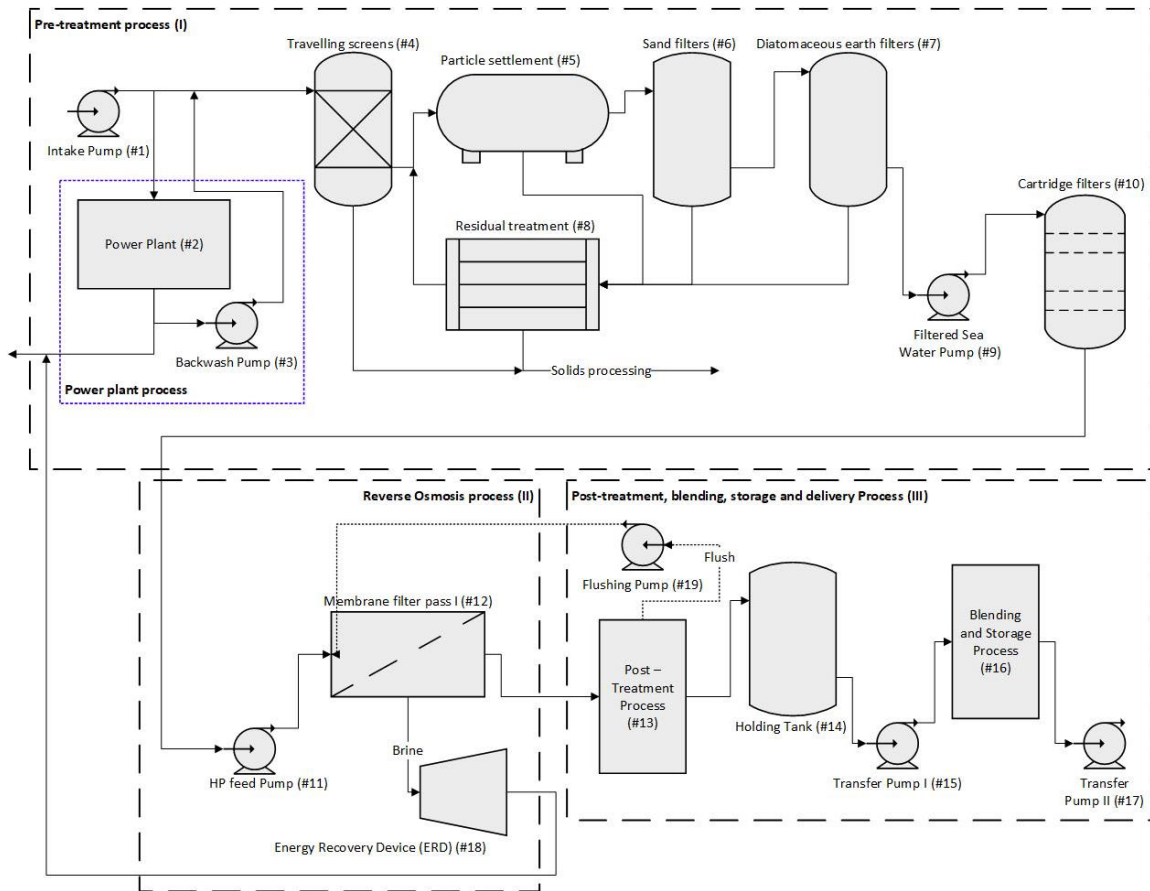 Pre-treatment process (I)
Travelling screens (#4)
Particle settlement (#5)
Sand filters (#6)
Diatomaceous earth filters (#7)
Intake Pump (#1)
Cartridge filters (#10)
Power Plant (#2)
Residual treatment (#8)
Backwash Pump (#3)
Filtered Sea
Water Pump (#9)
Solids processing
Power plant process
Reverse Osmosis process (II)
Post-treatment, blending, storage and delivery Process (III)
Flush
Flushing Pump (#19)
Membrane filter pass I (#12)
Blending
and Storage
Process
(#16)
Post –
Treatment
Process
(#13)
Holding Tank (#14)
Brine
HP feed Pump (#11)
Transfer Pump I (#15)
Transfer
Pump II (#17)
Energy Recovery Device (ERD) (#18)